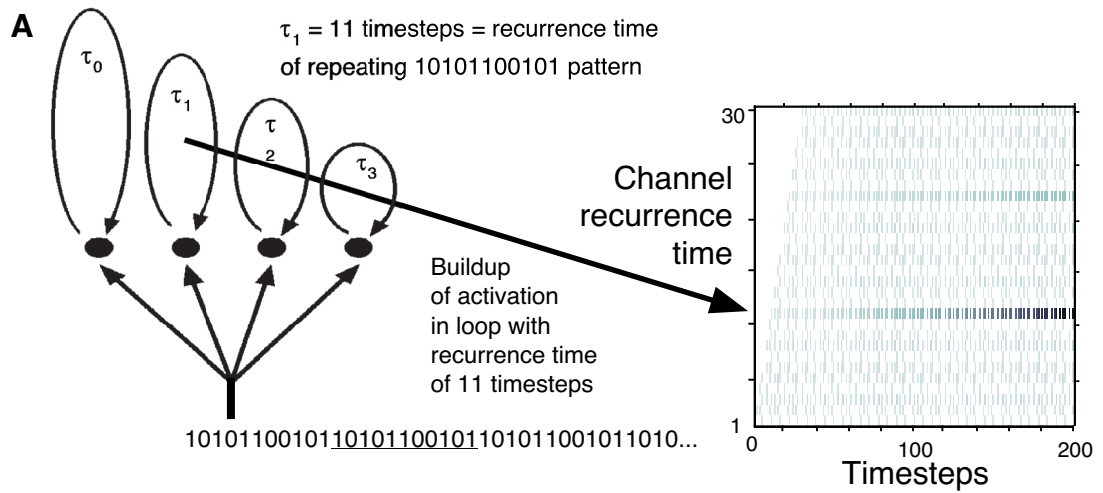 A
τ0
τ1
τ
2
τ3
τ1 = 11 timesteps = recurrence time
of repeating 10101100101 pattern
Buildup
of activation
in loop with
recurrence time
of 11 timesteps
10101100101101011001011010110010110101...
Channel
recurrence
time
30
1
0
100
200
Timesteps